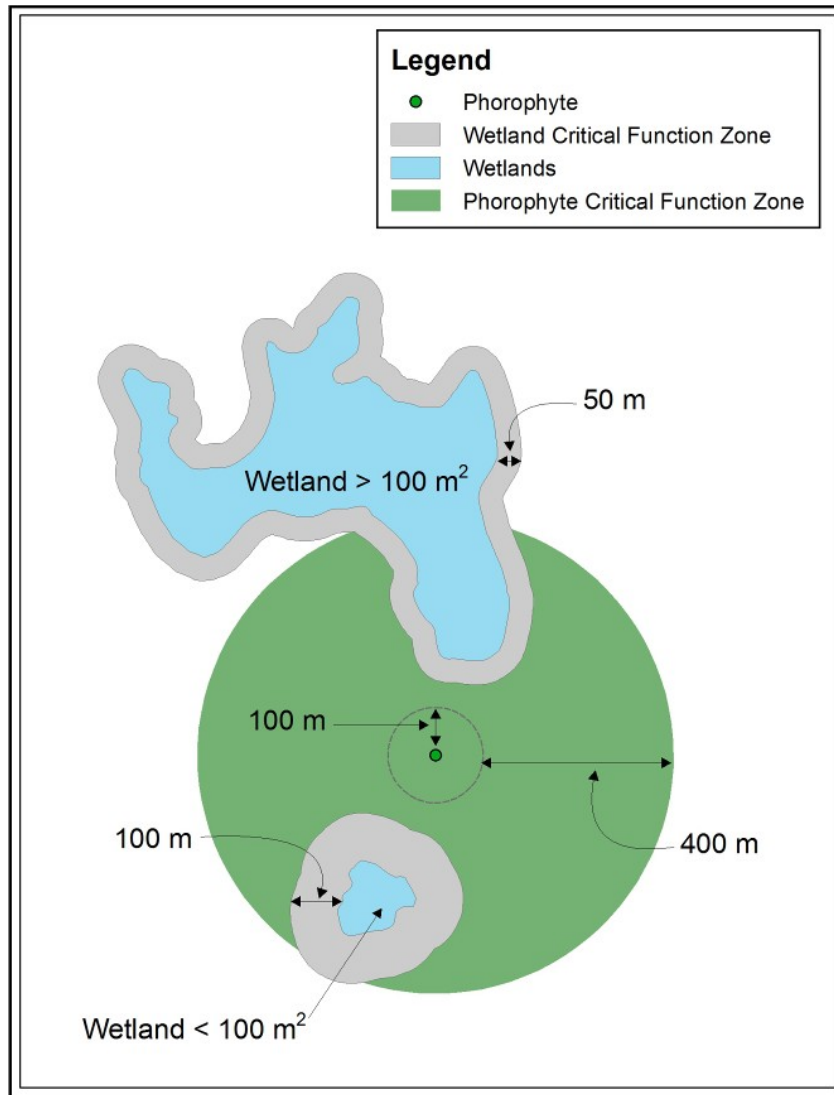 Legend
Phorophyte
Wetland Critical Function Zone
Wetlands
Phorophyte Critical Function Zone
50 m
Wetland > 100 m²
100 m
400 m
100 m
Wetland < 100 m²